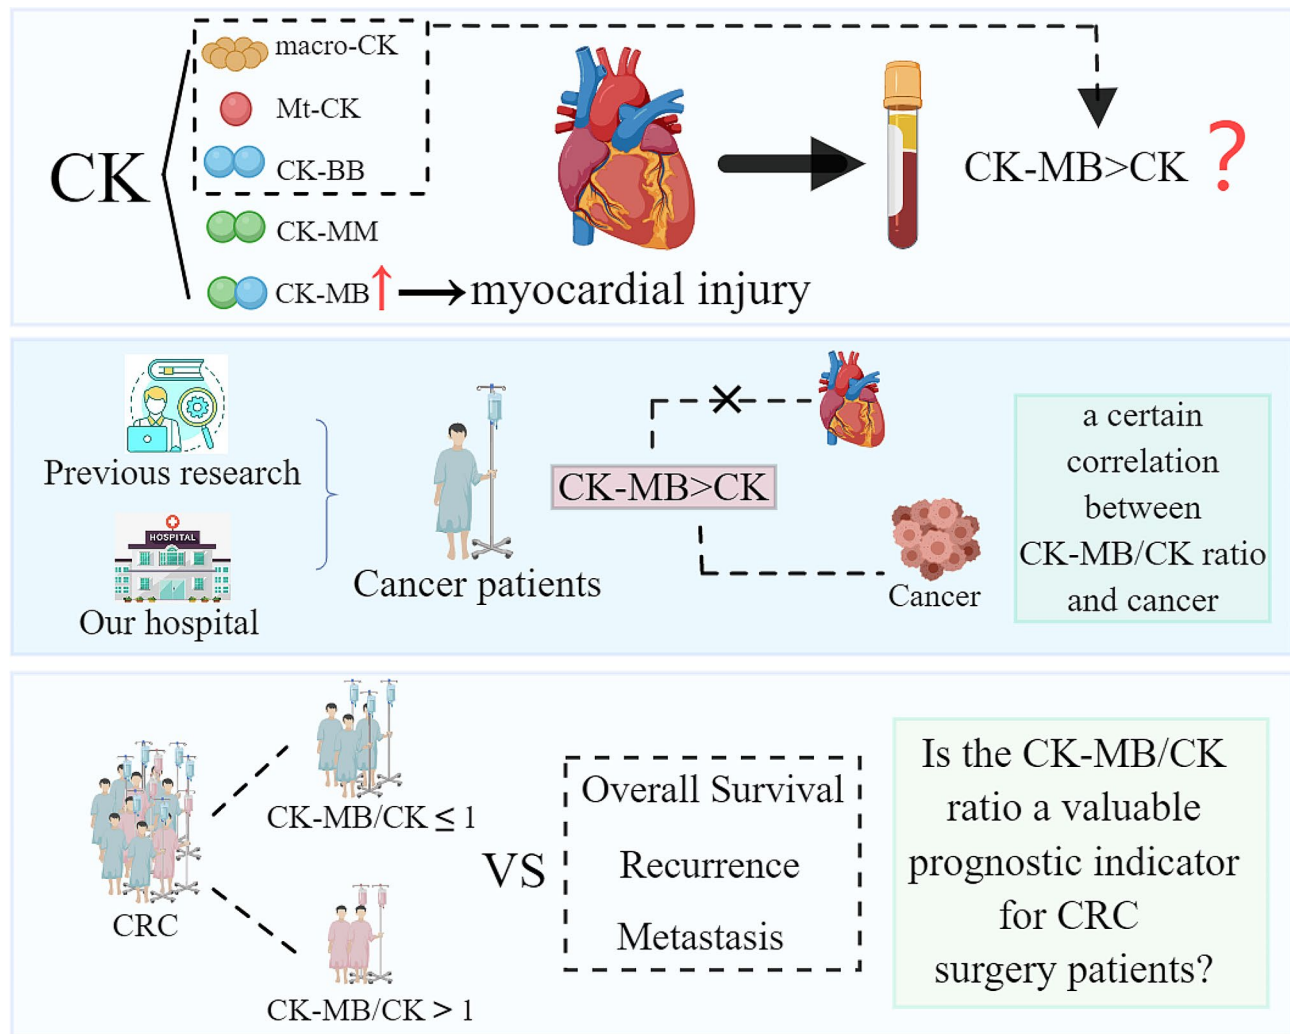 CK
macro-CK
Mt-CK
CK-BB
CK-MM
CK-MB
myocardial injury
CK-MB>CK ?
Previous research
HOSPITAL
Our hospital
Cancer patients
CK-MB>CK
Cancer
a certain
correlation
between
CK-MB/CK ratio
and cancer
CRC
CK-MB/CK ≤ 1
CK-MB/CK > 1
VS
Overall Survival
Recurrence
Metastasis
Is the CK-MB/CK
ratio a valuable
prognostic indicator
for CRC
surgery patients?